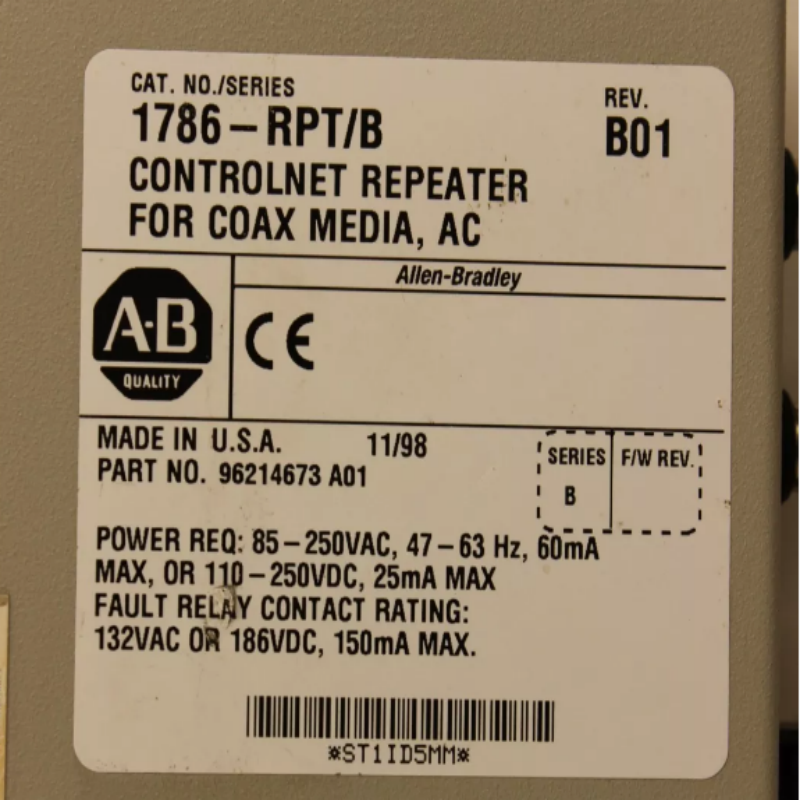 CAT. NO./SERIES
1786-RPT/B
REV.
B01
CONTROLNET REPEATER
FOR COAX MEDIA, AC
Allen-Bradley
A-B
QUALITY
CE
MADE IN U.S.A. 11/98
PART NO. 96214673 A01
SERIES F/W REV.
B
POWER REQ: 85-250VAC, 47-63 Hz, 60mA
MAX, OR 110-250VDC, 25mA MAX
FAULT RELAY CONTACT RATING:
132VAC OR 186VDC, 150mA MAX.
*ST1ID5MM*